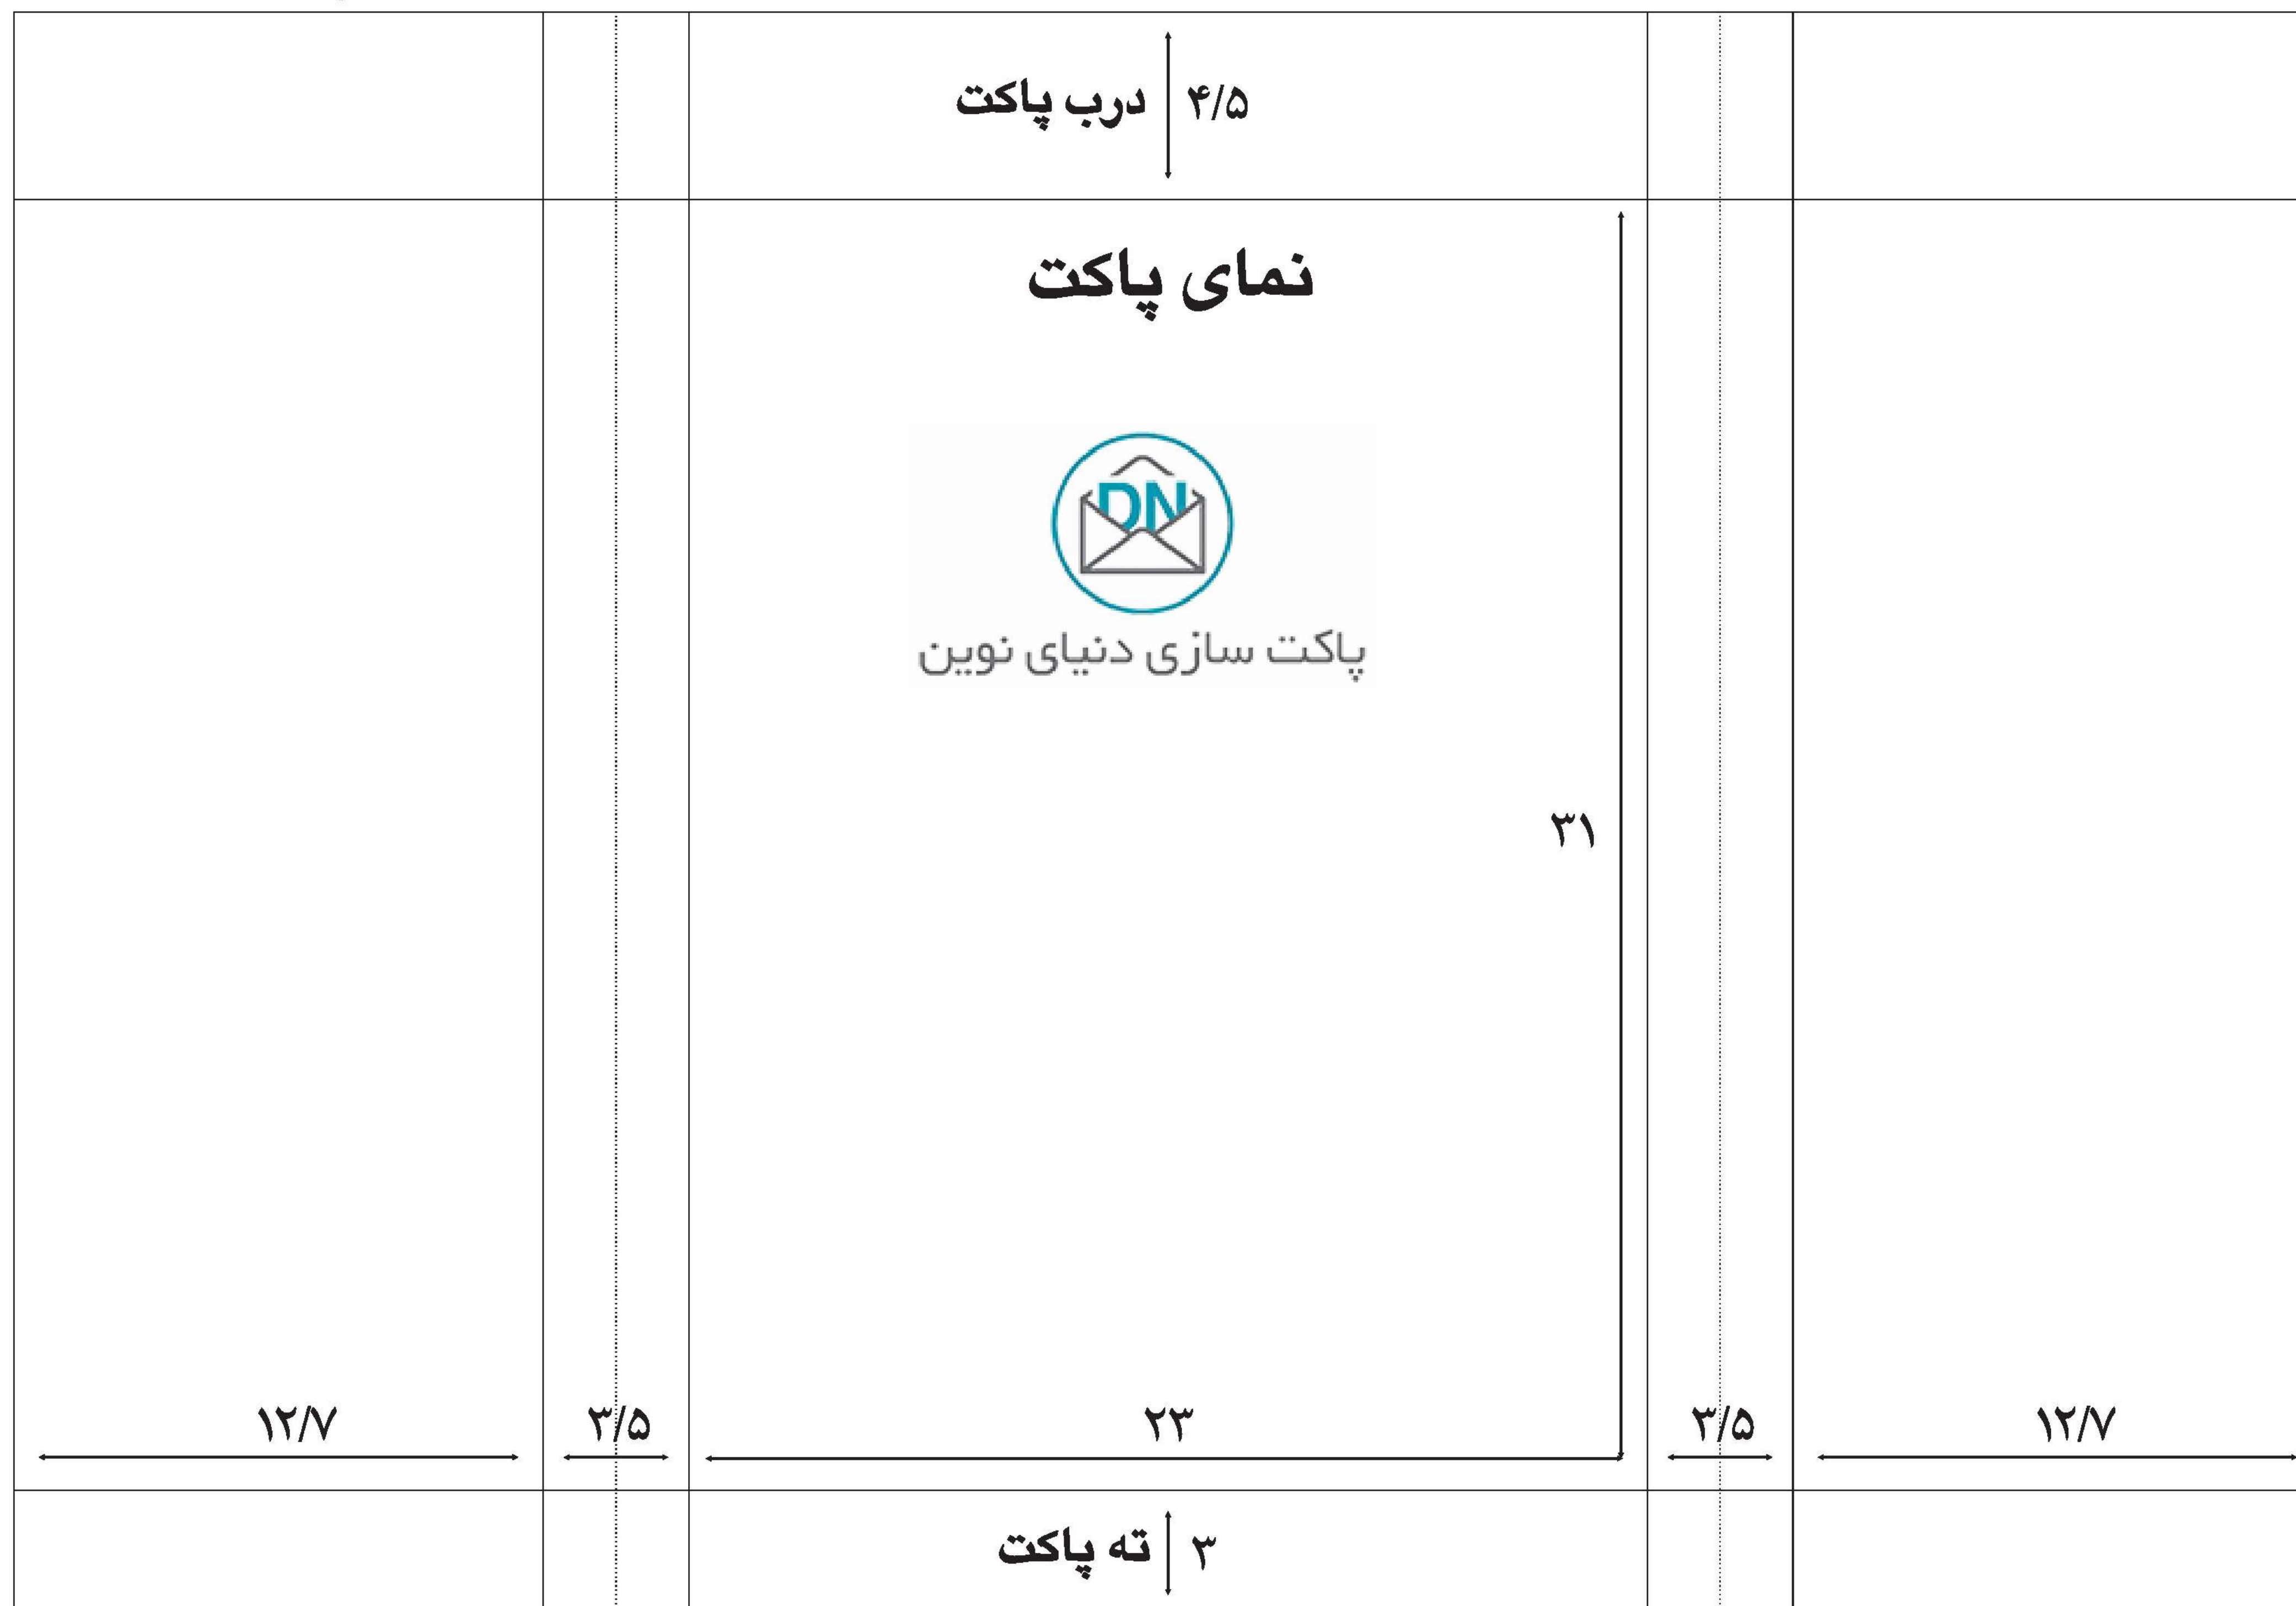 درب پاکت ۴/۵
نمای پاکت
DN
پاکت سازی دنیای نوین
۳۱
۱۲/۷
۳/۵
۲۳
۳/۵
۱۲/۷
ته پاکت ۳